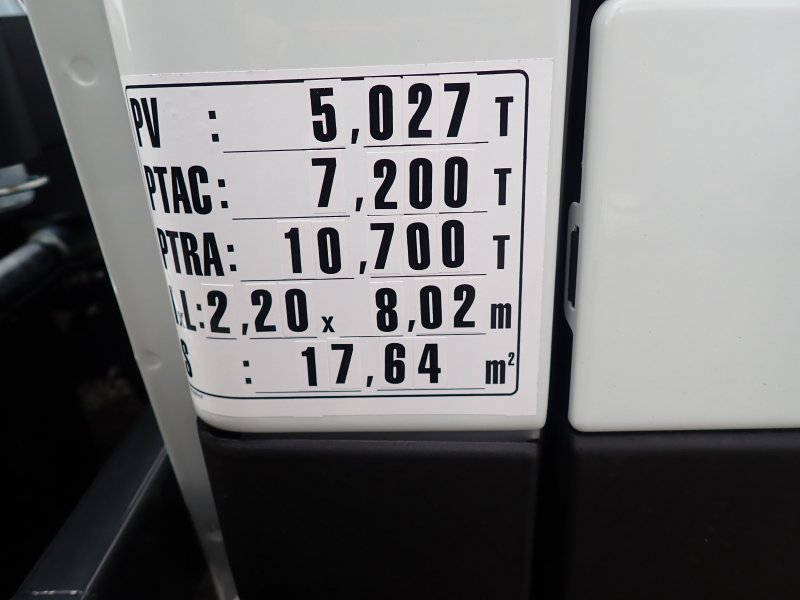 PV : 5,027 T
PTAC: 7,200 T
PTRA: 10,700 T
L: 2,20 x 8,02 m
S : 17,64 m²